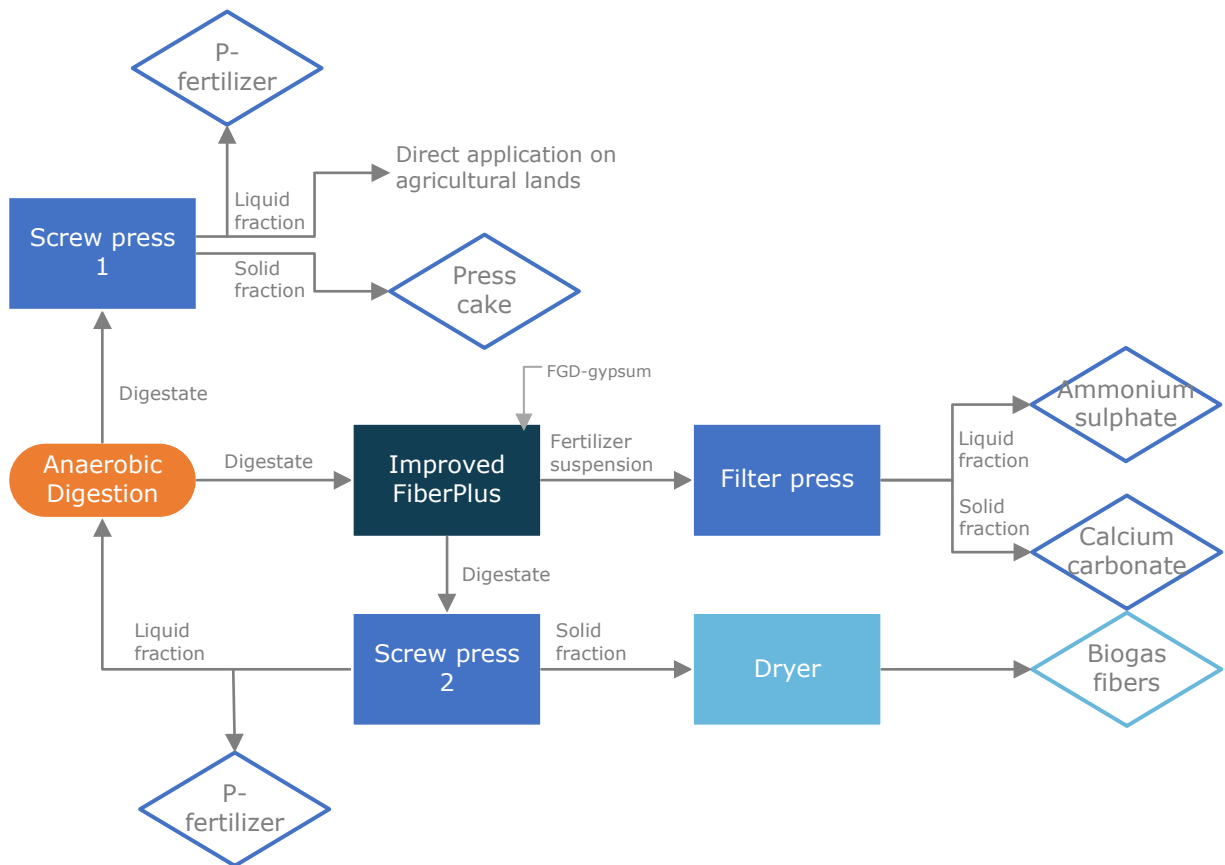 P-
fertilizer
Direct application on
agricultural lands
Liquid
fraction
Screw press
1
Solid
fraction
Press
cake
FGD-gypsum
Digestate
Ammonium
sulphate
Liquid
fraction
Anaerobic
Digestion
Digestate
Improved
FiberPlus
Fertilizer
suspension
Filter press
Solid
fraction
Calcium
carbonate
Digestate
Liquid
fraction
Screw press
2
Solid
fraction
Dryer
Biogas
fibers
P-
fertilizer